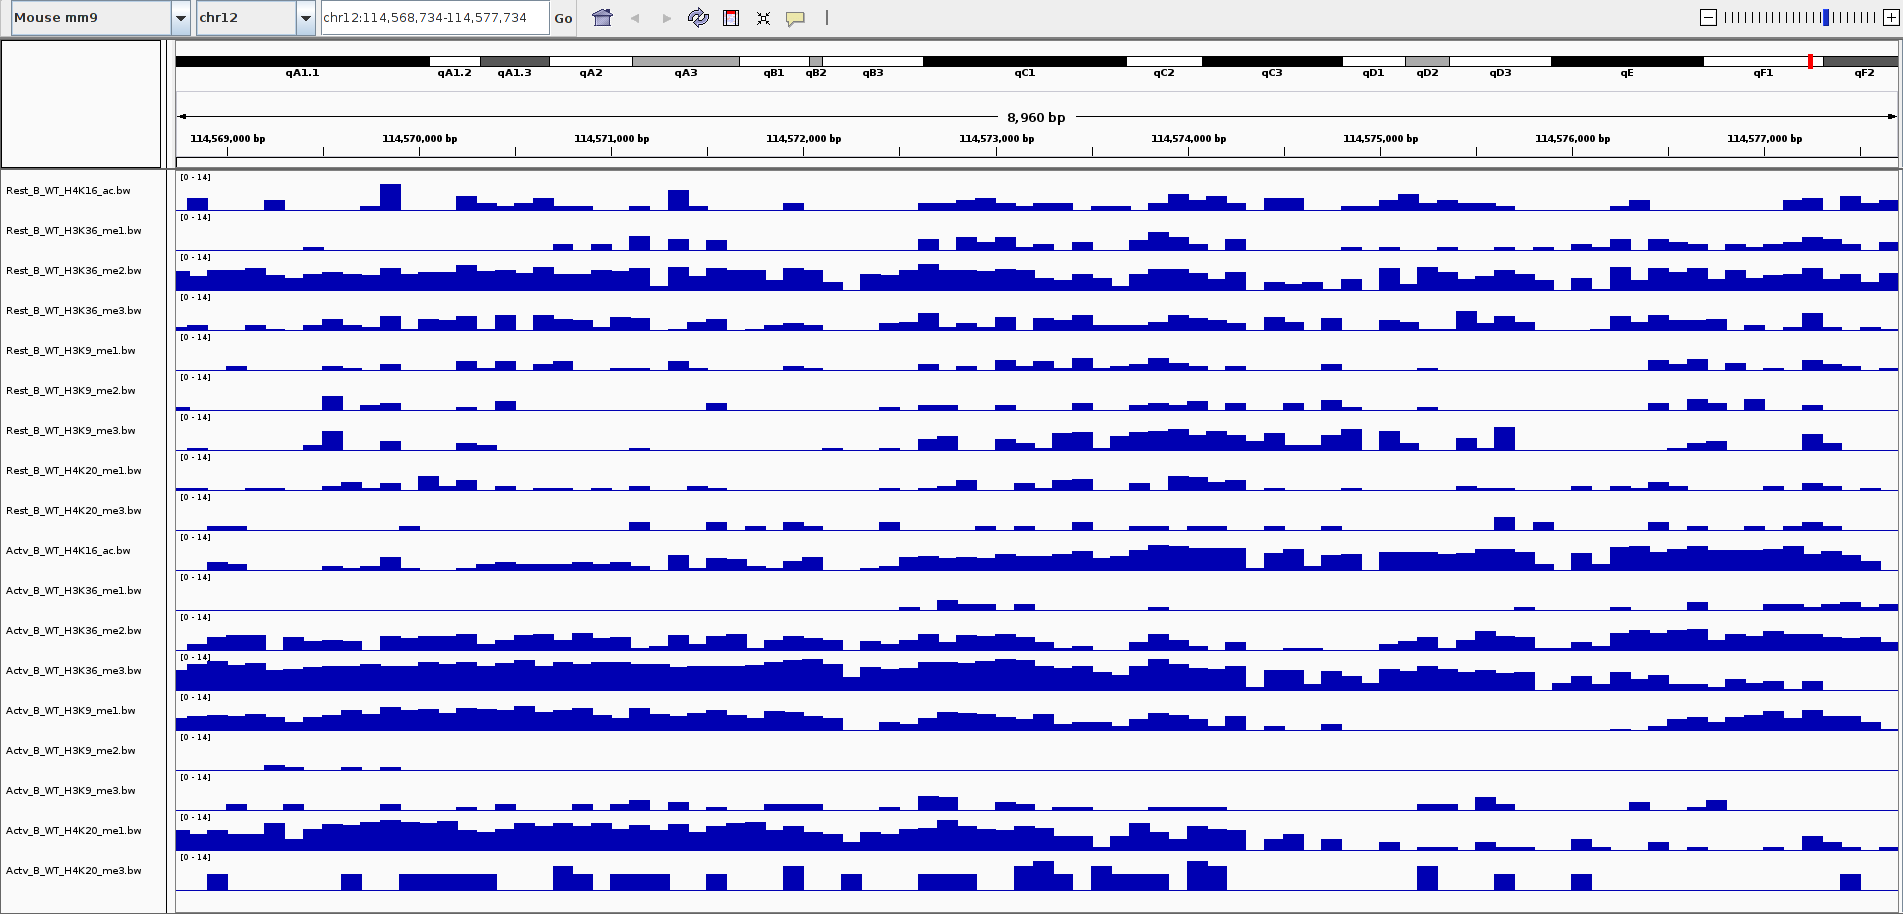 Mouse mm9 chr12 chr12:114,568,734-114,577,734 Go
qA1.1 qA1.2 qA1.3 qA2 qA3 qB1 qB2 qB3 qC1 qC2 qC3 qD1 qD2 qD3 qE qF1 qF2
8,960 bp
114,569,000 bp 114,570,000 bp 114,571,000 bp 114,572,000 bp 114,573,000 bp 114,574,000 bp 114,575,000 bp 114,576,000 bp 114,577,000 bp
[0 - 14]
Rest_B_WT_H4K16_ac.bw
[0 - 14]
Rest_B_WT_H3K36_me1.bw
[0 - 14]
Rest_B_WT_H3K36_me2.bw
[0 - 14]
Rest_B_WT_H3K36_me3.bw
[0 - 14]
Rest_B_WT_H3K9_me1.bw
[0 - 14]
Rest_B_WT_H3K9_me2.bw
[0 - 14]
Rest_B_WT_H3K9_me3.bw
[0 - 14]
Rest_B_WT_H4K20_me1.bw
[0 - 14]
Rest_B_WT_H4K20_me3.bw
[0 - 14]
Actv_B_WT_H4K16_ac.bw
[0 - 14]
Actv_B_WT_H3K36_me1.bw
[0 - 14]
Actv_B_WT_H3K36_me2.bw
[0 - 14]
Actv_B_WT_H3K36_me3.bw
[0 - 14]
Actv_B_WT_H3K9_me1.bw
[0 - 14]
Actv_B_WT_H3K9_me2.bw
[0 - 14]
Actv_B_WT_H3K9_me3.bw
[0 - 14]
Actv_B_WT_H4K20_me1.bw
[0 - 14]
Actv_B_WT_H4K20_me3.bw